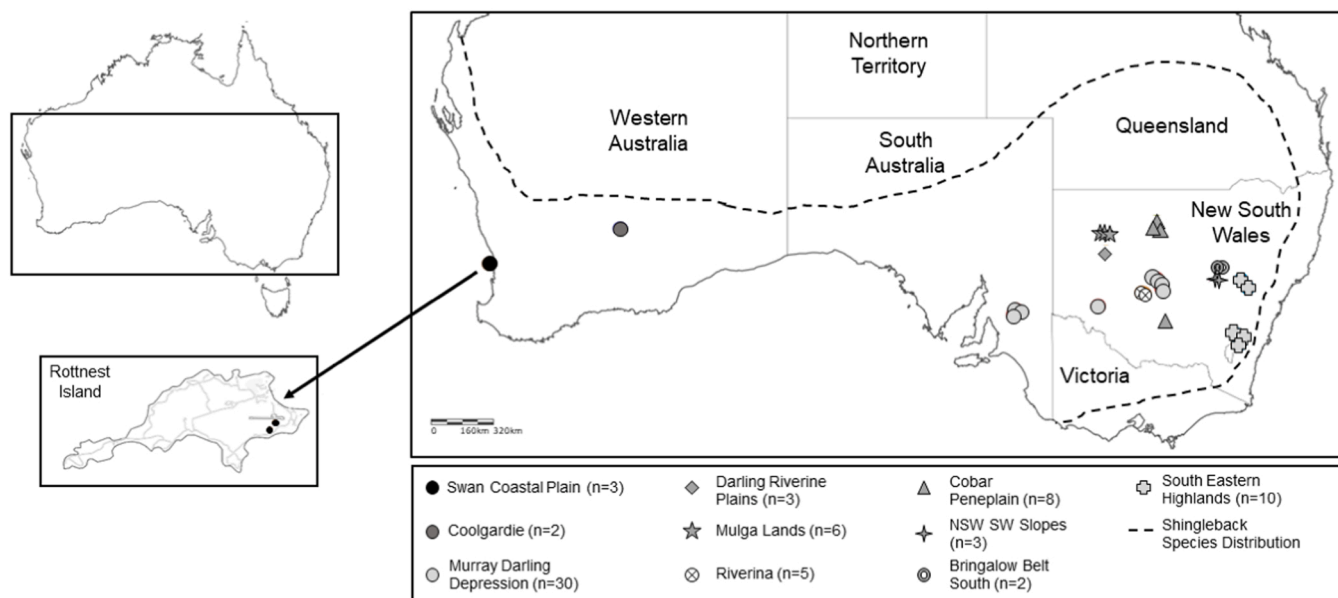 Northern
Territory
Western
Australia
South
Australia
Queensland
New South
Wales
Victoria
0 160km 320km
Rottnest
Island
Swan Coastal Plain (n=3)
Coolgardie (n=2)
Murray Darling
Depression (n=30)
Darling Riverine
Plains (n=3)
Mulga Lands (n=6)
Riverina (n=5)
Cobar
Peneplain (n=8)
NSW SW Slopes
(n=3)
Bringalow Belt
South (n=2)
South Eastern
Highlands (n=10)
Shingleback
Species Distribution